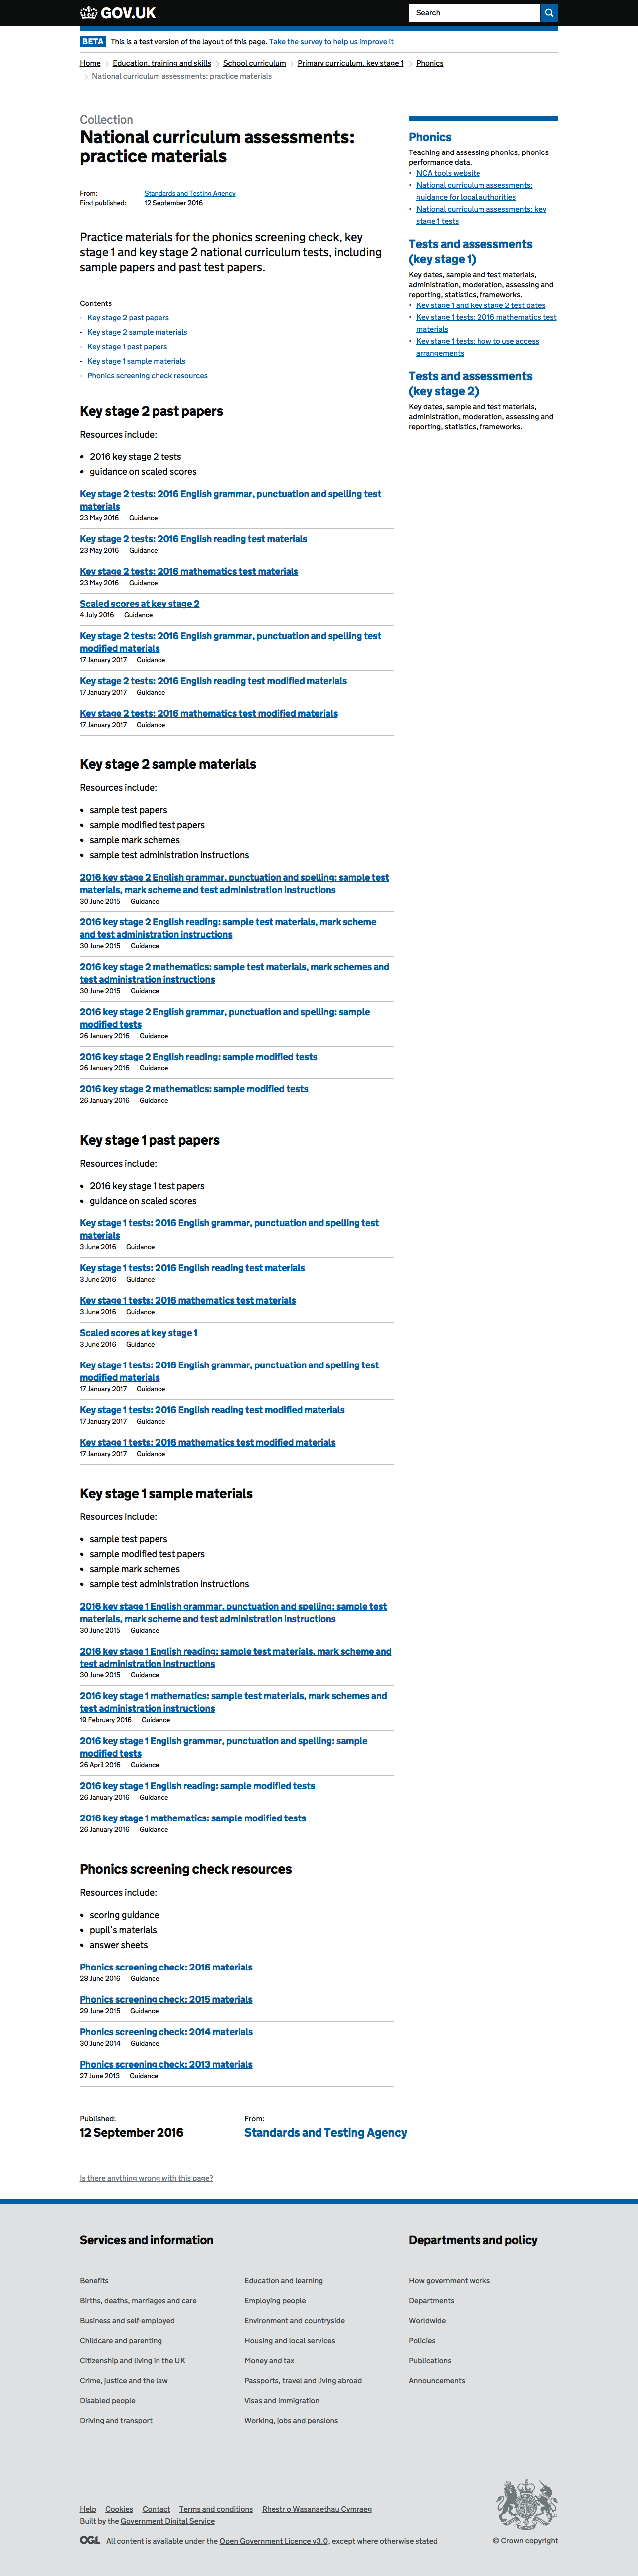 GOV.UK
Search
BETA This is a test version of the layout of this page. Take the survey to help us improve it
Home Education, training and skills School curriculum Primary curriculum, key stage 1 Phonics
National curriculum assessments: practice materials
Collection
National curriculum assessments:
practice materials
From: Standards and Testing Agency
First published: 12 September 2016
Practice materials for the phonics screening check, key
stage 1 and key stage 2 national curriculum tests, including
sample papers and past test papers.
Contents
- Key stage 2 past papers
- Key stage 2 sample materials
- Key stage 1 past papers
- Key stage 1 sample materials
- Phonics screening check resources
Phonics
Teaching and assessing phonics, phonics
performance data.
• NCA tools website
• National curriculum assessments:
guidance for local authorities
• National curriculum assessments: key
stage 1 tests
Tests and assessments
(key stage 1)
Key dates, sample and test materials,
administration, moderation, assessing and
reporting, statistics, frameworks.
• Key stage 1 and key stage 2 test dates
• Key stage 1 tests: 2016 mathematics test
materials
• Key stage 1 tests: how to use access
arrangements
Tests and assessments
(key stage 2)
Key dates, sample and test materials,
administration, moderation, assessing and
reporting, statistics, frameworks.
Key stage 2 past papers
Resources include:
• 2016 key stage 2 tests
• guidance on scaled scores
Key stage 2 tests: 2016 English grammar, punctuation and spelling test
materials
23 May 2016 Guidance
Key stage 2 tests: 2016 English reading test materials
23 May 2016 Guidance
Key stage 2 tests: 2016 mathematics test materials
23 May 2016 Guidance
Scaled scores at key stage 2
4 July 2016 Guidance
Key stage 2 tests: 2016 English grammar, punctuation and spelling test
modified materials
17 January 2017 Guidance
Key stage 2 tests: 2016 English reading test modified materials
17 January 2017 Guidance
Key stage 2 tests: 2016 mathematics test modified materials
17 January 2017 Guidance
Key stage 2 sample materials
Resources include:
• sample test papers
• sample modified test papers
• sample mark schemes
• sample test administration instructions
2016 key stage 2 English grammar, punctuation and spelling: sample test
materials, mark scheme and test administration instructions
30 June 2015 Guidance
2016 key stage 2 English reading: sample test materials, mark scheme
and test administration instructions
30 June 2015 Guidance
2016 key stage 2 mathematics: sample test materials, mark schemes and
test administration instructions
30 June 2015 Guidance
2016 key stage 2 English grammar, punctuation and spelling: sample
modified tests
26 January 2016 Guidance
2016 key stage 2 English reading: sample modified tests
26 January 2016 Guidance
2016 key stage 2 mathematics: sample modified tests
26 January 2016 Guidance
Key stage 1 past papers
Resources include:
• 2016 key stage 1 test papers
• guidance on scaled scores
Key stage 1 tests: 2016 English grammar, punctuation and spelling test
materials
3 June 2016 Guidance
Key stage 1 tests: 2016 English reading test materials
3 June 2016 Guidance
Key stage 1 tests: 2016 mathematics test materials
3 June 2016 Guidance
Scaled scores at key stage 1
3 June 2016 Guidance
Key stage 1 tests: 2016 English grammar, punctuation and spelling test
modified materials
17 January 2017 Guidance
Key stage 1 tests: 2016 English reading test modified materials
17 January 2017 Guidance
Key stage 1 tests: 2016 mathematics test modified materials
17 January 2017 Guidance
Key stage 1 sample materials
Resources include:
• sample test papers
• sample modified test papers
• sample mark schemes
• sample test administration instructions
2016 key stage 1 English grammar, punctuation and spelling: sample test
materials, mark scheme and test administration instructions
30 June 2015 Guidance
2016 key stage 1 English reading: sample test materials, mark scheme and
test administration instructions
30 June 2015 Guidance
2016 key stage 1 mathematics: sample test materials, mark schemes and
test administration instructions
19 February 2016 Guidance
2016 key stage 1 English grammar, punctuation and spelling: sample
modified tests
26 April 2016 Guidance
2016 key stage 1 English reading: sample modified tests
26 January 2016 Guidance
2016 key stage 1 mathematics: sample modified tests
26 January 2016 Guidance
Phonics screening check resources
Resources include:
• scoring guidance
• pupil's materials
• answer sheets
Phonics screening check: 2016 materials
28 June 2016 Guidance
Phonics screening check: 2015 materials
29 June 2015 Guidance
Phonics screening check: 2014 materials
30 June 2014 Guidance
Phonics screening check: 2013 materials
27 June 2013 Guidance
Published: From:
12 September 2016 Standards and Testing Agency
Is there anything wrong with this page?
Services and information
Benefits
Births, deaths, marriages and care
Business and self-employed
Childcare and parenting
Citizenship and living in the UK
Crime, justice and the law
Disabled people
Driving and transport
Education and learning
Employing people
Environment and countryside
Housing and local services
Money and tax
Passports, travel and living abroad
Visas and immigration
Working, jobs and pensions
Departments and policy
How government works
Departments
Worldwide
Policies
Publications
Announcements
Help Cookies Contact Terms and conditions Rhestr o Wasanaethau Cymraeg
Built by the Government Digital Service
OGL All content is available under the Open Government Licence v3.0, except where otherwise stated
© Crown copyright